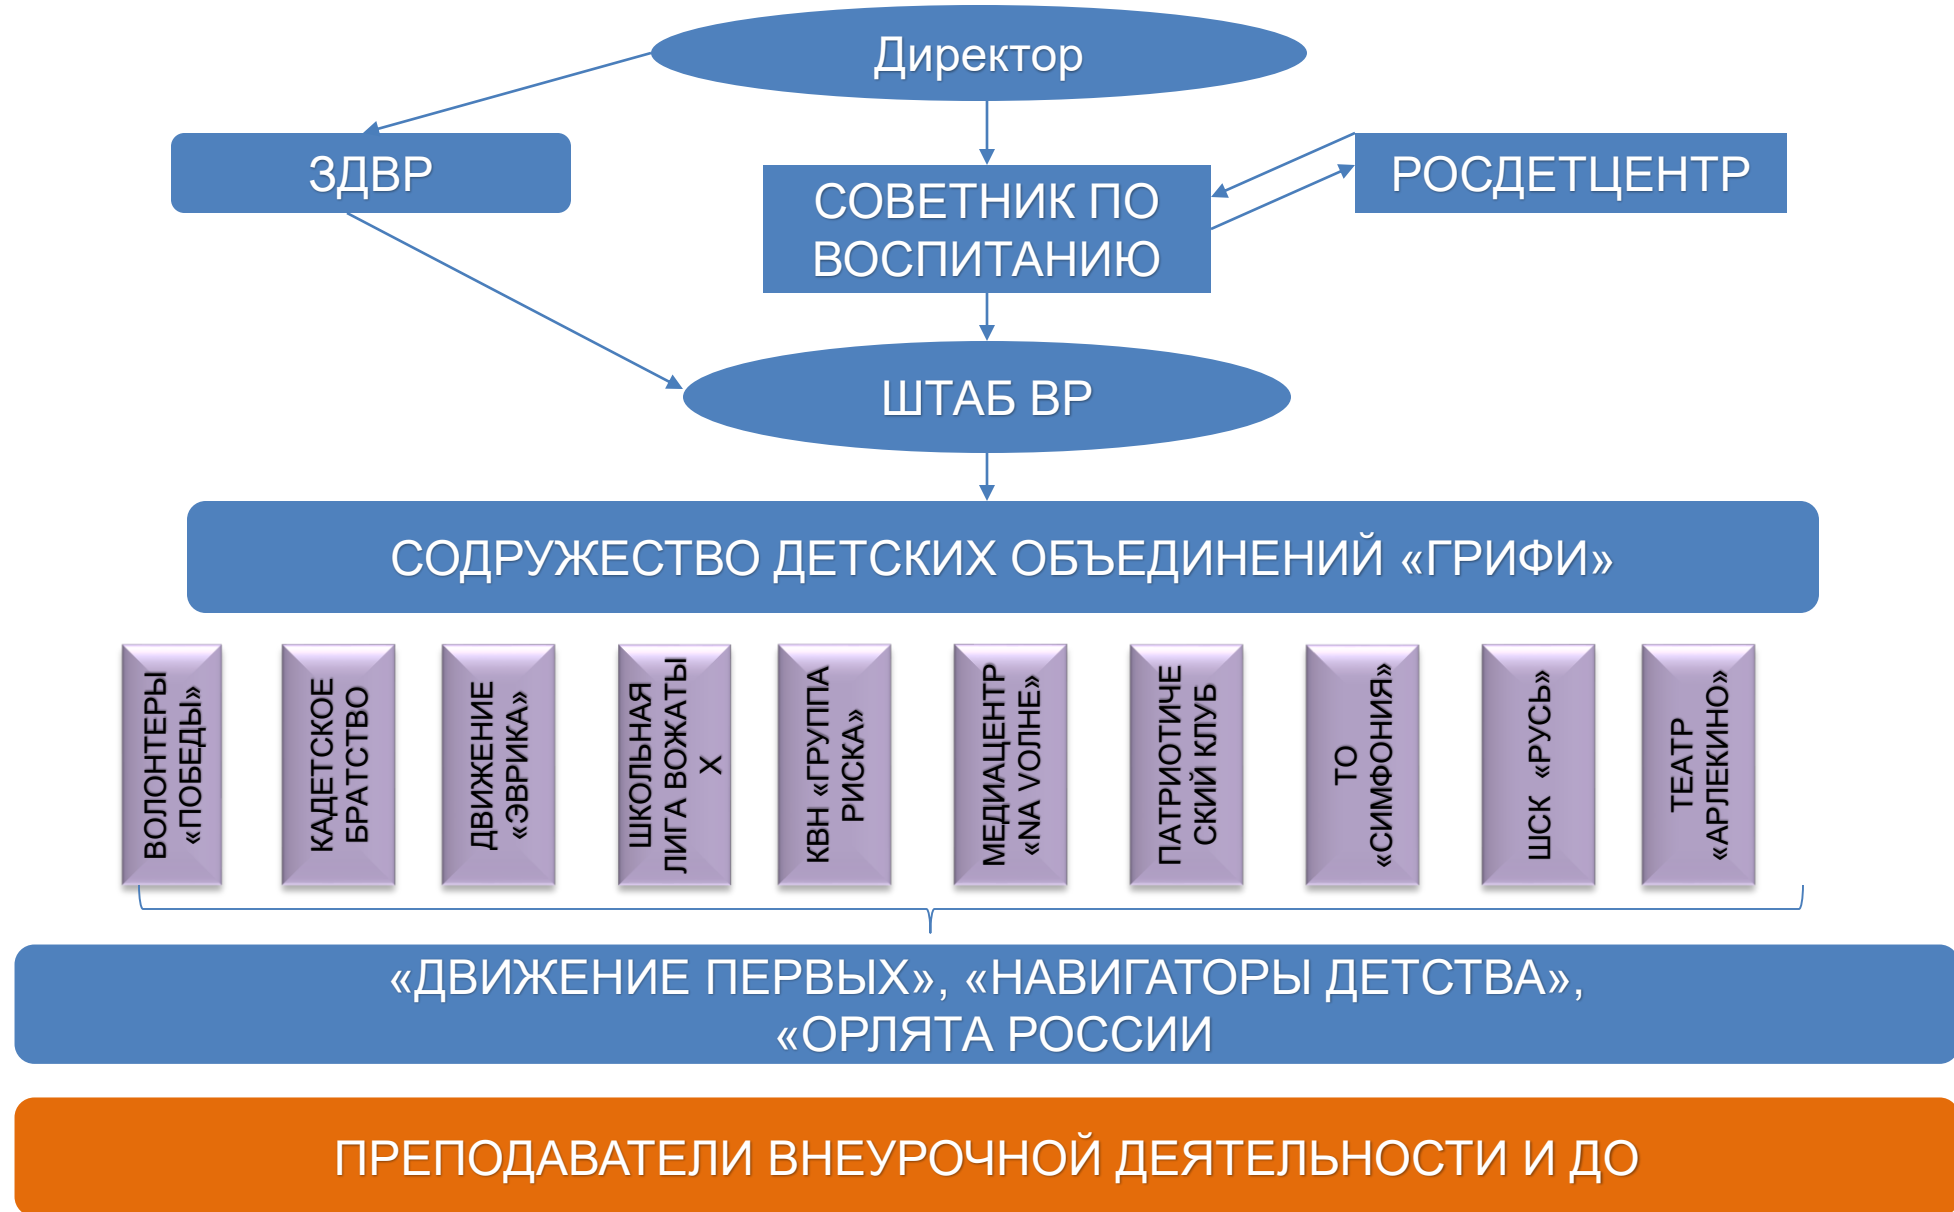 Директор
ЗДВР
РОСДЕТЦЕНТР
СОВЕТНИК ПО
ВОСПИТАНИЮ
ШТАБ ВР
СОДРУЖЕСТВО ДЕТСКИХ ОБЪЕДИНЕНИЙ «ГРИФИ»
ВОЛОНТЕРЫ
«ПОБЕДЫ»
КАДЕТСКОЕ
БРАТСТВО
ДВИЖЕНИЕ
«ЭВРИКА»
ШКОЛЬНАЯ
ЛИГА ВОЖАТЫ
Х
КВН «ГРУППА
РИСКА»
МЕДИАЦЕНТР
«NA VОЛНЕ»
ПАТРИОТИЧЕ
СКИЙ КЛУБ
ТО
«СИМФОНИЯ»
ШСК «РУСЬ»
ТЕАТР
«АРЛЕКИНО»
«ДВИЖЕНИЕ ПЕРВЫХ», «НАВИГАТОРЫ ДЕТСТВА»,
«ОРЛЯТА РОССИИ
ПРЕПОДАВАТЕЛИ ВНЕУРОЧНОЙ ДЕЯТЕЛЬНОСТИ И ДО